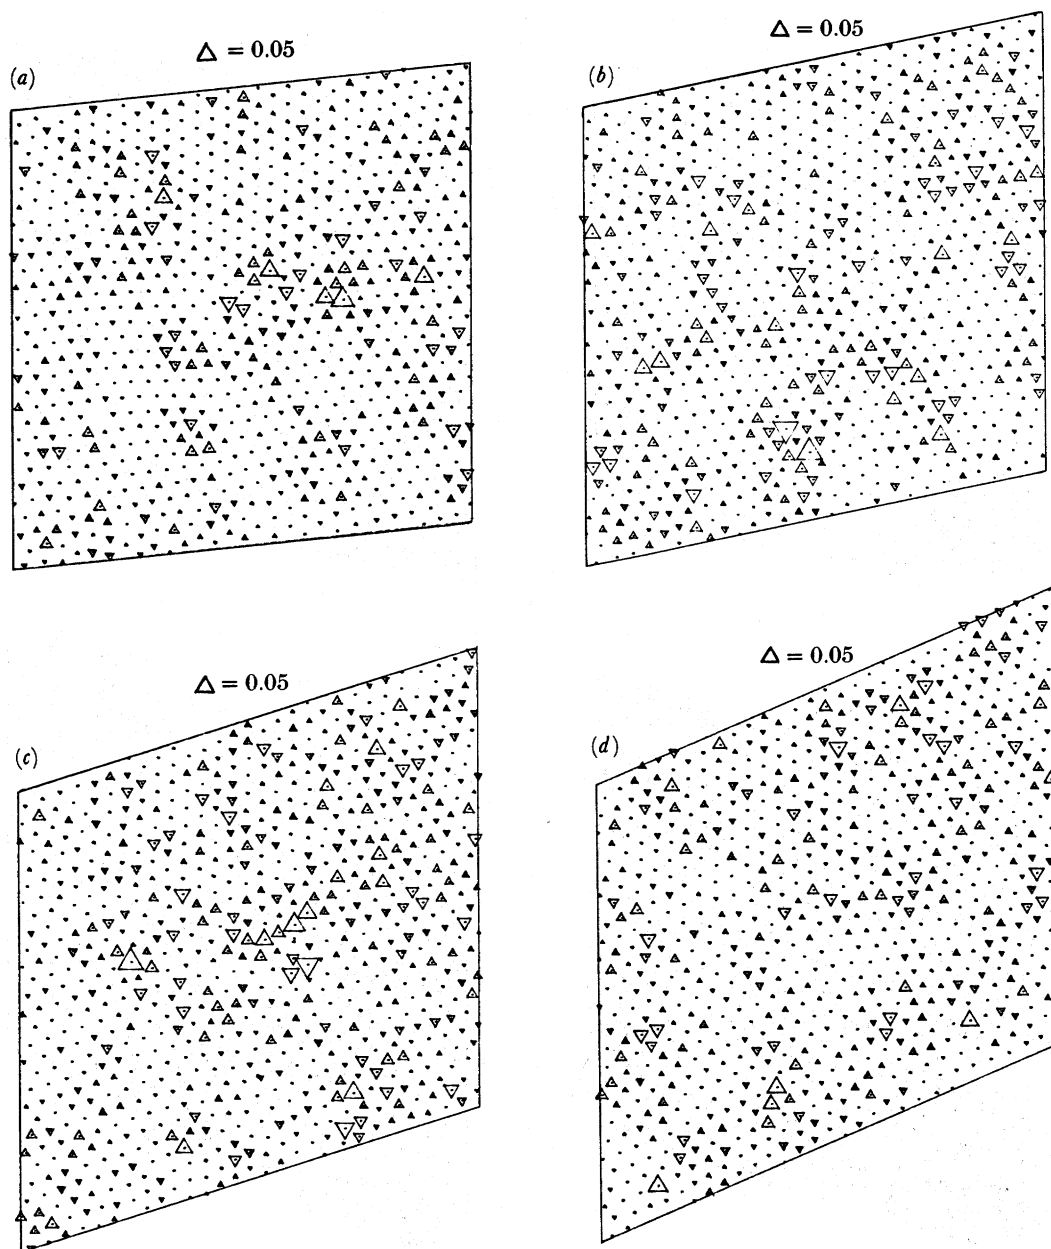 △ = 0.05
(a)
△ = 0.05
(b)
△ = 0.05
(c)
△ = 0.05
(d)